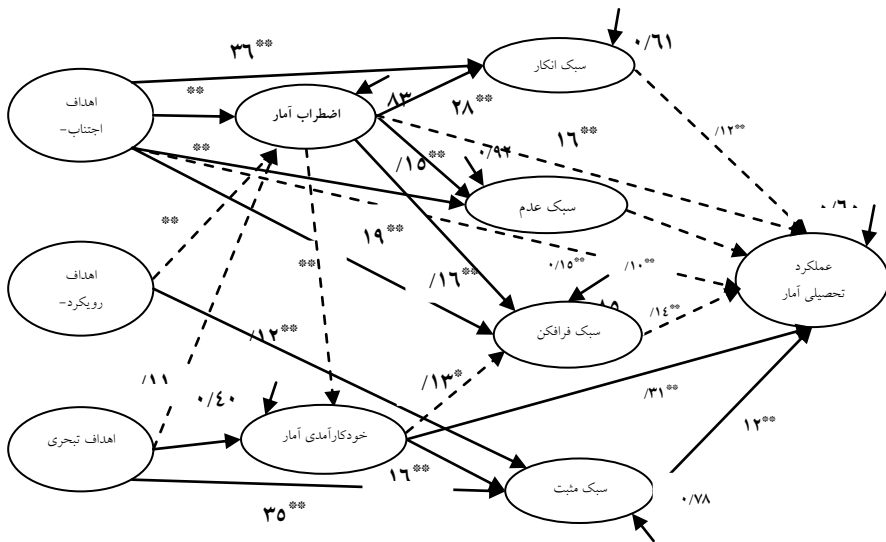 ۰/۶۱
۳۶**
سبک انکار
اهداف
اجتناب-
**
اضطراب آمار
۸۳
۲۸**
۱۶**
/۱۲**
**
/۱۵**
۰/۹۲
سبک عدم
۰/۶۰
**
۱۹**
عملکرد
تحصیلی آمار
اهداف
رویکرد-
**
/۱۶**
۰/۱۵**
/۱۰**
سبک فرافکن
/۱۴**
/۱۲**
/۱۱
۰/۴۰
/۱۳*
/۳۱**
۱۲**
اهداف تبحری
خودکارآمدی آمار
۱۶**
سبک مثبت
۰/۷۸
۳۵**